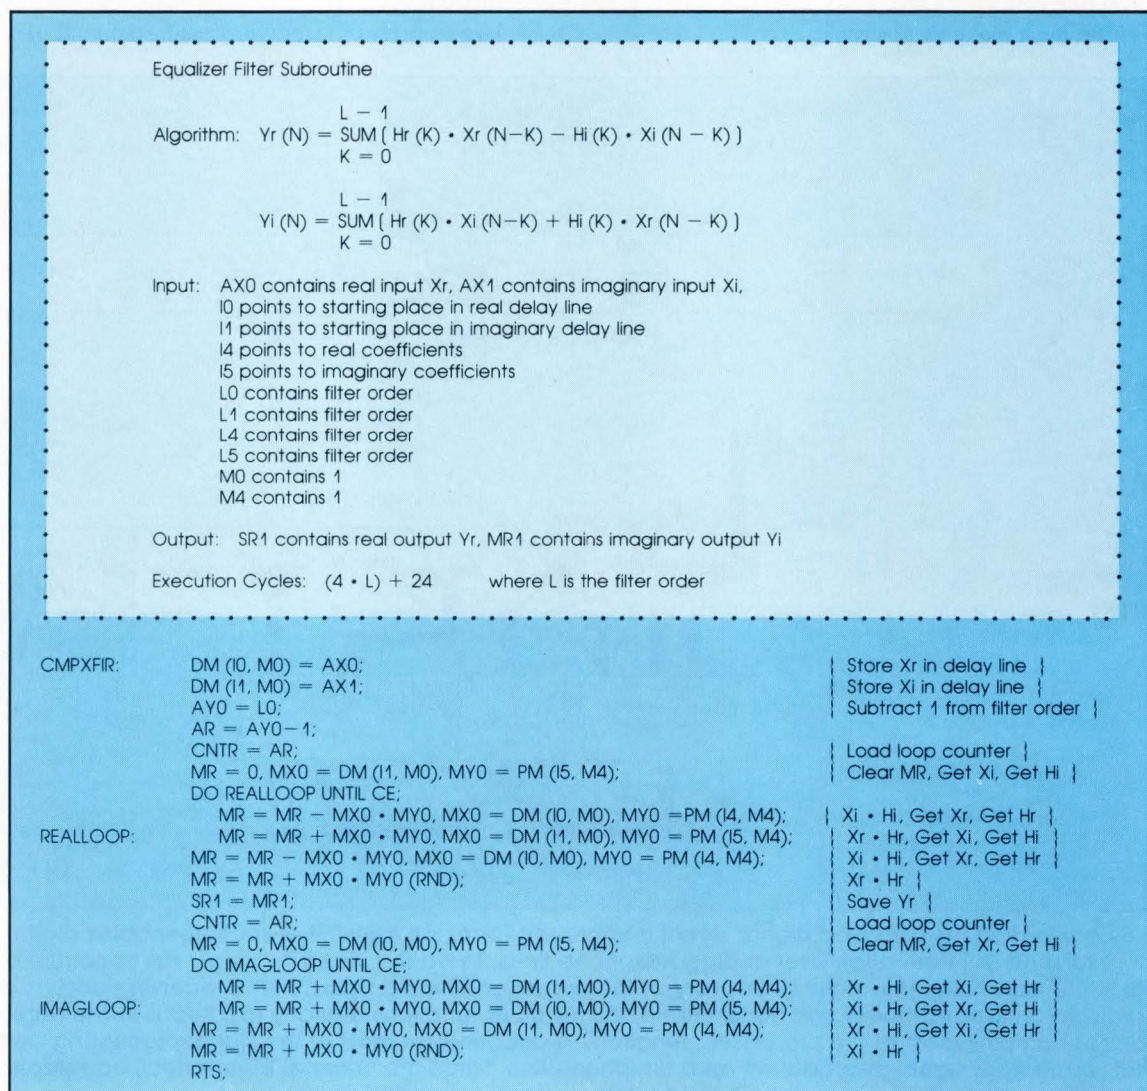 Equalizer Filter Subroutine
L − 1
Algorithm: Yr (N) = SUM ( Hr (K) • Xr (N−K) − Hi (K) • Xi (N − K) )
K = 0
L − 1
Yi (N) = SUM ( Hr (K) • Xi (N−K) + Hi (K) • Xr (N − K) )
K = 0
Input: AX0 contains real input Xr, AX1 contains imaginary input Xi,
I0 points to starting place in real delay line
I1 points to starting place in imaginary delay line
I4 points to real coefficients
I5 points to imaginary coefficients
L0 contains filter order
L1 contains filter order
L4 contains filter order
L5 contains filter order
M0 contains 1
M4 contains 1
Output: SR1 contains real output Yr, MR1 contains imaginary output Yi
Execution Cycles: (4 • L) + 24 where L is the filter order
CMPXFIR: DM (I0, M0) = AX0; { Store Xr in delay line }
DM (I1, M0) = AX1; { Store Xi in delay line }
AY0 = L0; { Subtract 1 from filter order }
AR = AY0−1;
CNTR = AR; { Load loop counter }
MR = 0, MX0 = DM (I1, M0), MY0 = PM (I5, M4); { Clear MR, Get Xi, Get Hi }
DO REALLOOP UNTIL CE;
MR = MR − MX0 • MY0, MX0 = DM (I0, M0), MY0 =PM (I4, M4); { Xi • Hi, Get Xr, Get Hr }
REALLOOP: MR = MR + MX0 • MY0, MX0 = DM (I1, M0), MY0 = PM (I5, M4); { Xr • Hr, Get Xi, Get Hi }
MR = MR − MX0 • MY0, MX0 = DM (I0, M0), MY0 = PM (I4, M4); { Xi • Hi, Get Xr, Get Hr }
MR = MR + MX0 • MY0 (RND); { Xr • Hr }
SR1 = MR1; { Save Yr }
CNTR = AR; { Load loop counter }
MR = 0, MX0 = DM (I0, M0), MY0 = PM (I5, M4); { Clear MR, Get Xr, Get Hi }
DO IMAGLOOP UNTIL CE;
MR = MR + MX0 • MY0, MX0 = DM (I1, M0), MY0 = PM (I4, M4); { Xr • Hi, Get Xi, Get Hr }
IMAGLOOP: MR = MR + MX0 • MY0, MX0 = DM (I0, M0), MY0 = PM (I5, M4); { Xi • Hr, Get Xr, Get Hi }
MR = MR + MX0 • MY0, MX0 = DM (I1, M0), MY0 = PM (I4, M4); { Xr • Hi, Get Xi, Get Hr }
MR = MR + MX0 • MY0 (RND); { Xi • Hr }
RTS;